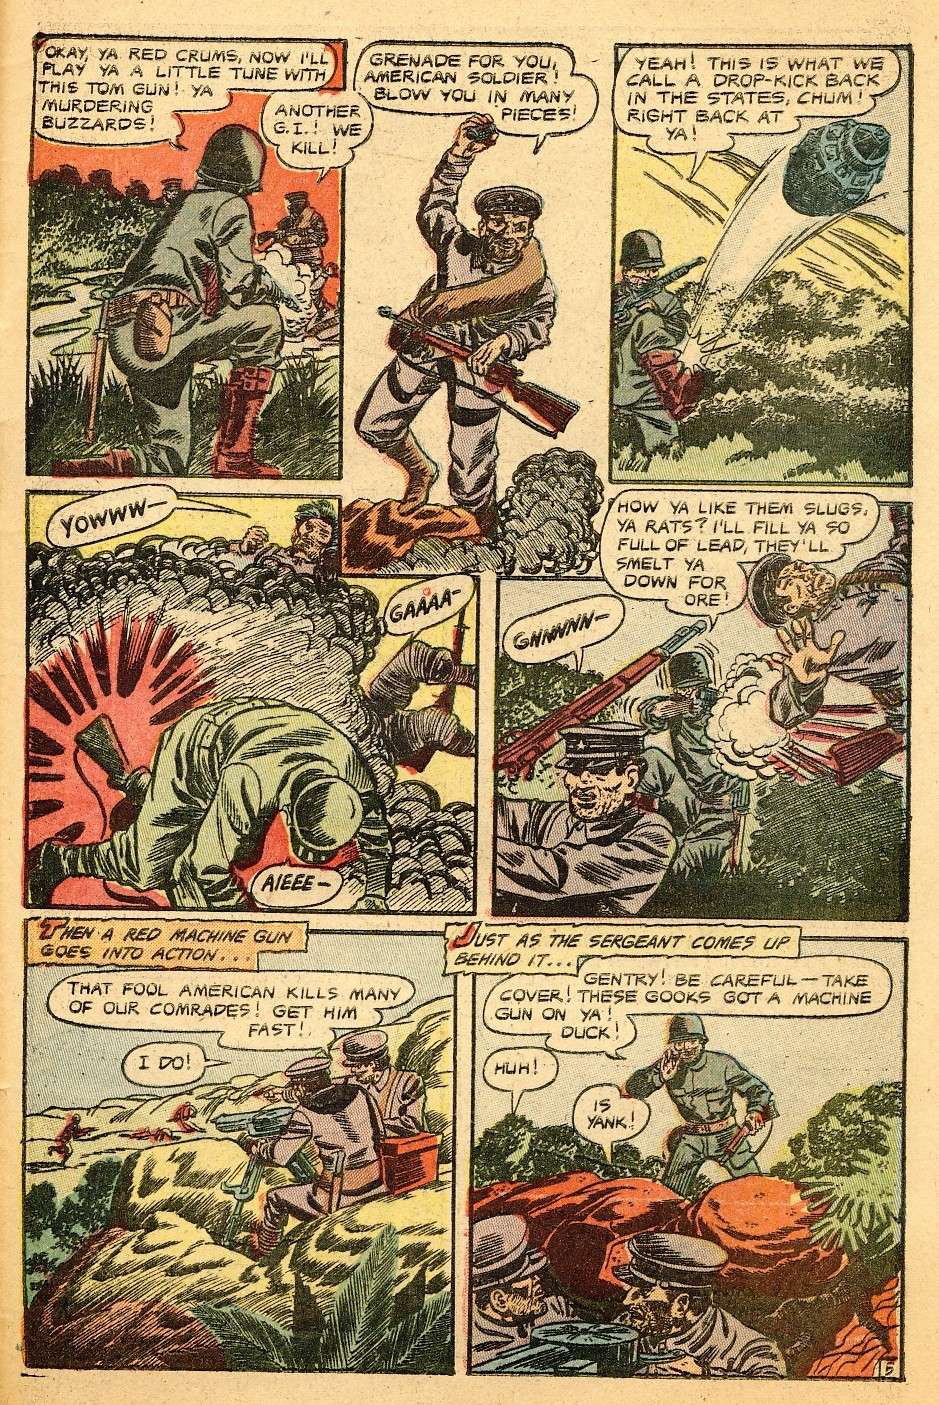 OKAY, YA RED CRUMS, NOW I'LL
PLAY YA A LITTLE TUNE WITH
THIS TOM GUN! YA
MURDERING
BUZZARDS!
ANOTHER
G.I.! WE
KILL!
GRENADE FOR YOU,
AMERICAN SOLDIER!
BLOW YOU IN MANY
PIECES!
YEAH! THIS IS WHAT WE
CALL A DROP-KICK BACK
IN THE STATES, CHUM!
RIGHT BACK AT
YA!
YOWWW—
GAAAA—
AIEEE—
HOW YA LIKE THEM SLUGS,
YA RATS? I'LL FILL YA SO
FULL OF LEAD, THEY'LL
SMELT YA
DOWN FOR
ORE!
GNNNNN—
THEN A RED MACHINE GUN
GOES INTO ACTION...
THAT FOOL AMERICAN KILLS MANY
OF OUR COMRADES! GET HIM
FAST!
I DO!
JUST AS THE SERGEANT COMES UP
BEHIND IT...
GENTRY! BE CAREFUL—TAKE
COVER! THESE GOOKS GOT A MACHINE
GUN ON YA!
DUCK!
HUH!
IS
YANK!
5